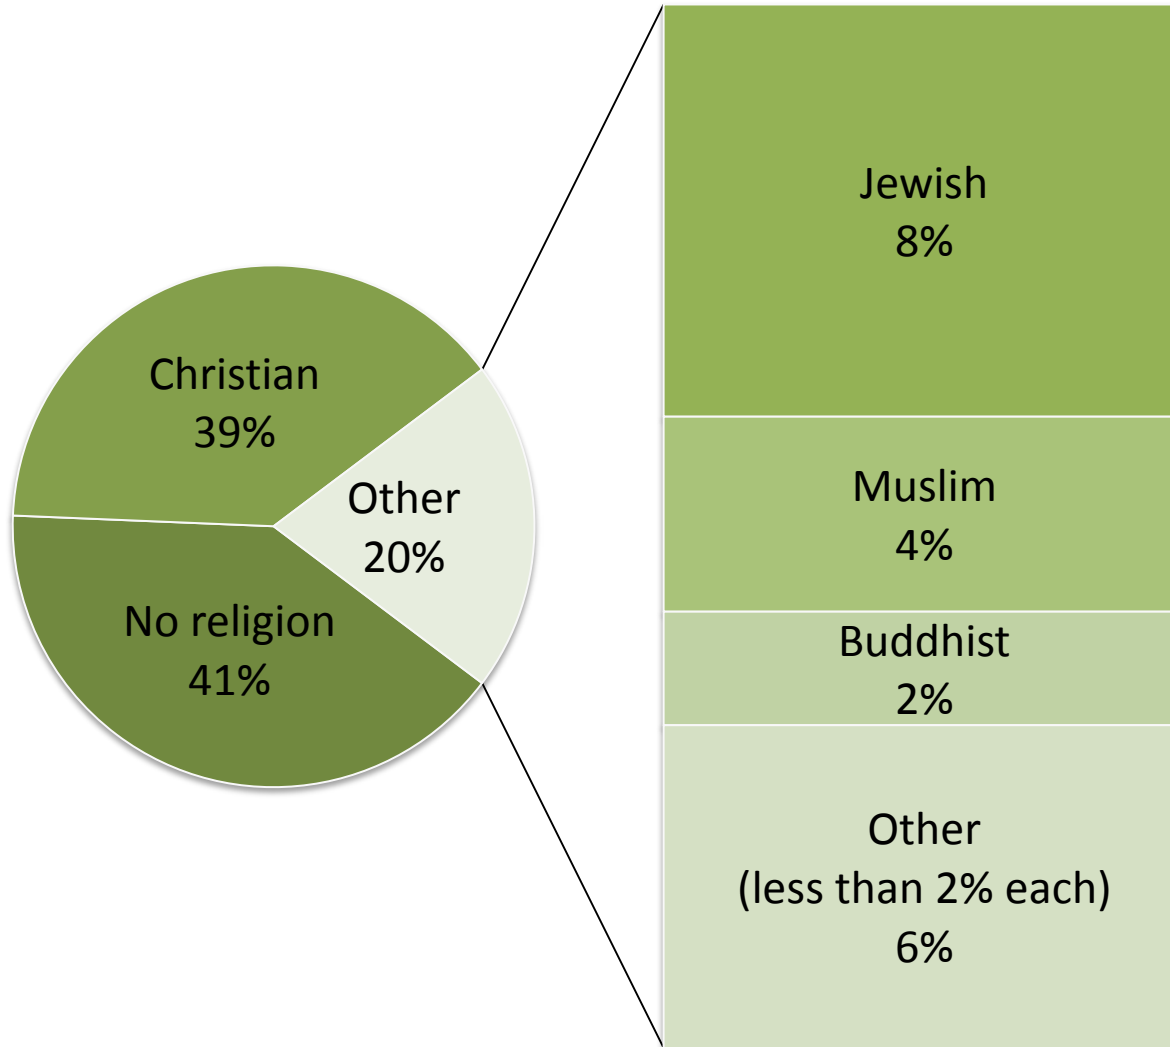 Christian
39%
Other
20%
No religion
41%
Jewish
8%
Muslim
4%
Buddhist
2%
Other
(less than 2% each)
6%